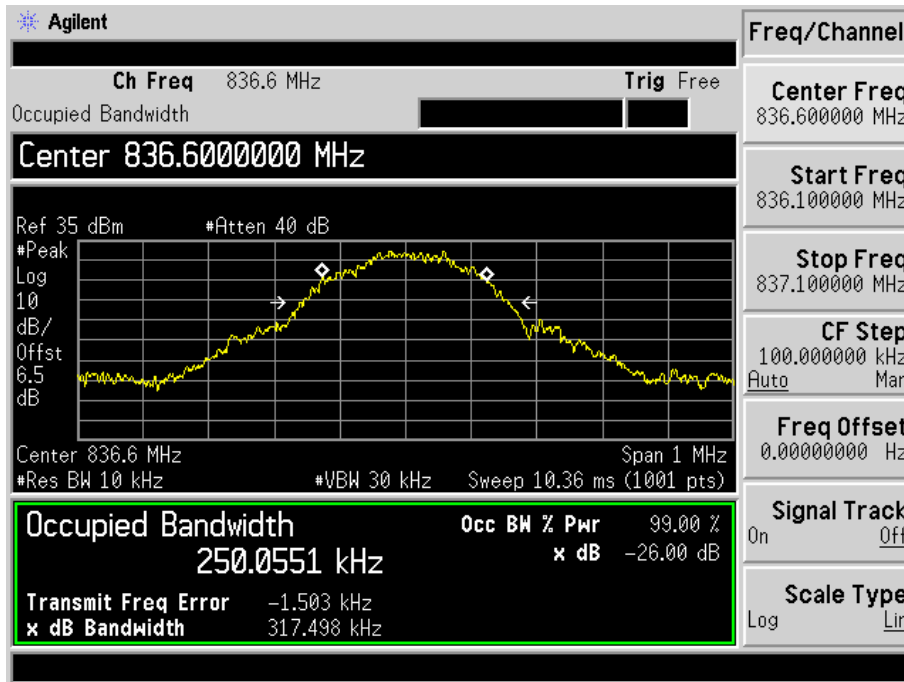 Agilent
Freq/Channel
Ch Freq 836.6 MHz Trig Free
Occupied Bandwidth
Center 836.6000000 MHz
Ref 35 dBm #Atten 40 dB
#Peak
Log
10
dB/
Offst
6.5
dB
Center 836.6 MHz Span 1 MHz
#Res BW 10 kHz #VBW 30 kHz Sweep 10.36 ms (1001 pts)
Occupied Bandwidth Occ BW % Pwr 99.00 %
250.0551 kHz x dB -26.00 dB
Transmit Freq Error -1.503 kHz
x dB Bandwidth 317.498 kHz
Center Freq
836.600000 MHz
Start Freq
836.100000 MHz
Stop Freq
837.100000 MHz
CF Step
100.000000 kHz
Auto Man
Freq Offset
0.00000000 Hz
Signal Track
On Off
Scale Type
Log Lin